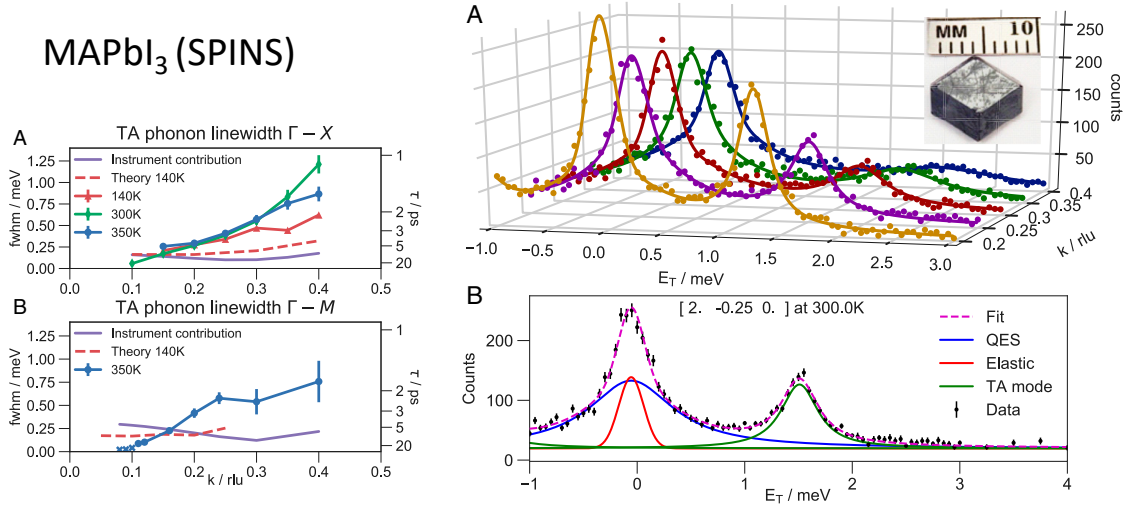 MAPbI₃ (SPINS)
A
TA phonon linewidth Γ − X
Instrument contribution
Theory 140K
140K
300K
350K
fwhm / meV
1.25
1.00
0.75
0.50
0.25
0.00
0.0 0.1 0.2 0.3 0.4 0.5
1
2
3
5
20
τ / ps
B
TA phonon linewidth Γ − M
Instrument contribution
Theory 140K
350K
fwhm / meV
1.25
1.00
0.75
0.50
0.25
0.00
0.0 0.1 0.2 0.3 0.4 0.5
k / rlu
1
2
3
5
20
τ / ps
A
MM 10
250
200
150
100
50
counts
−1.0 −0.5 0.0 0.5 1.0 1.5 2.0 2.5 3.0
E_T / meV
0.2 0.25 0.3 0.35 0.4
k / rlu
B
[ 2. -0.25 0. ] at 300.0K
Fit
QES
Elastic
TA mode
Data
Counts
200
100
0
−1 0 1 2 3 4
E_T / meV